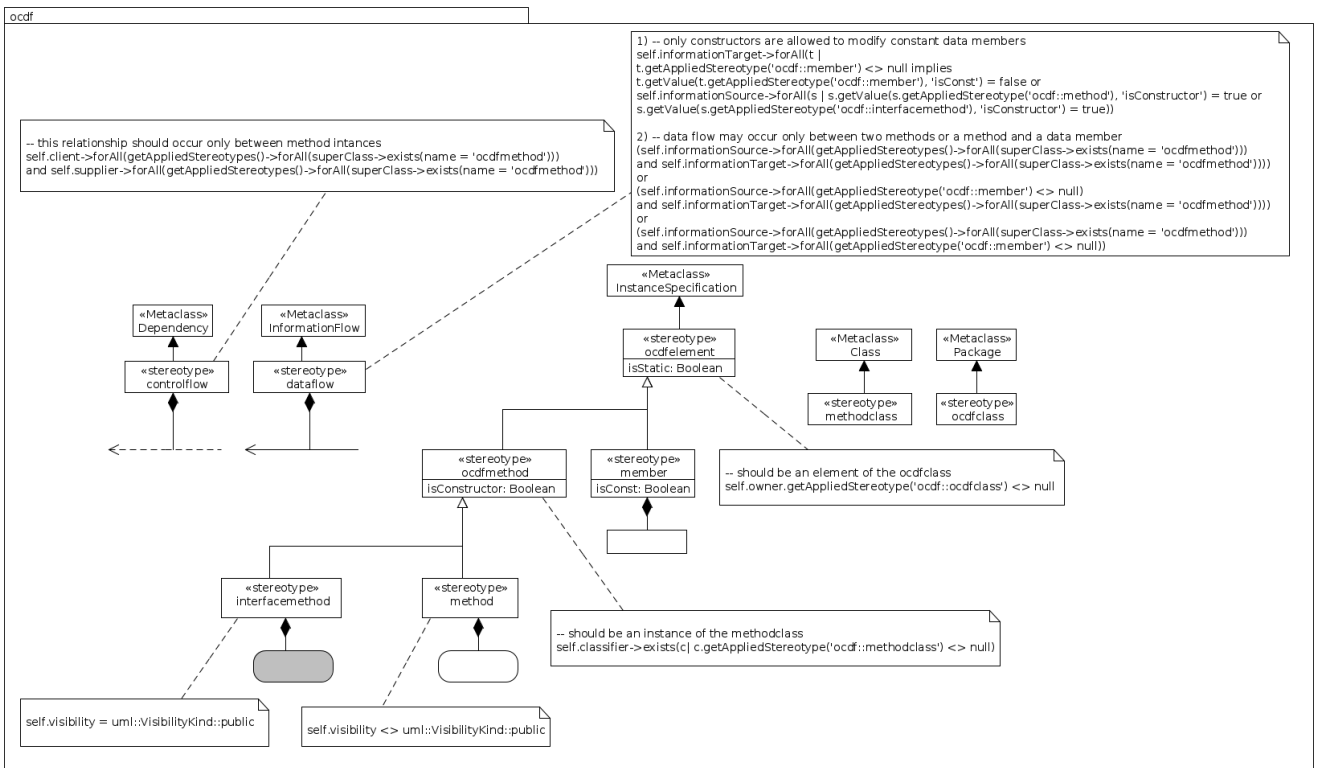 ocdf
1) -- only constructors are allowed to modify constant data members
self.informationTarget->forAll(t |
t.getAppliedStereotype('ocdf::member') <> null implies
t.getValue(t.getAppliedStereotype('ocdf::member'), 'isConst') = false or
self.informationSource->forAll(s | s.getValue(s.getAppliedStereotype('ocdf::method'), 'isConstructor') = true or
s.getValue(s.getAppliedStereotype('ocdf::interfacemethod'), 'isConstructor') = true))
2) -- data flow may occur only between two methods or a method and a data member
(self.informationSource->forAll(getAppliedStereotypes()->forAll(superClass->exists(name = 'ocdfmethod')))
and self.informationTarget->forAll(getAppliedStereotypes()->forAll(superClass->exists(name = 'ocdfmethod'))))
or
(self.informationSource->forAll(getAppliedStereotype('ocdf::member') <> null)
and self.informationTarget->forAll(getAppliedStereotypes()->forAll(superClass->exists(name = 'ocdfmethod'))))
or
(self.informationSource->forAll(getAppliedStereotypes()->forAll(superClass->exists(name = 'ocdfmethod')))
and self.informationTarget->forAll(getAppliedStereotype('ocdf::member') <> null))
-- this relationship should occur only between method intances
self.client->forAll(getAppliedStereotypes()->forAll(superClass->exists(name = 'ocdfmethod')))
and self.supplier->forAll(getAppliedStereotypes()->forAll(superClass->exists(name = 'ocdfmethod')))
«Metaclass»
InstanceSpecification
«Metaclass»
Dependency
«Metaclass»
InformationFlow
«stereotype»
ocdfelement
isStatic: Boolean
«Metaclass»
Class
«Metaclass»
Package
«stereotype»
controlflow
«stereotype»
dataflow
«stereotype»
methodclass
«stereotype»
ocdfclass
«stereotype»
ocdfmethod
isConstructor: Boolean
«stereotype»
member
isConst: Boolean
-- should be an element of the ocdfclass
self.owner.getAppliedStereotype('ocdf::ocdfclass') <> null
«stereotype»
interfacemethod
«stereotype»
method
-- should be an instance of the methodclass
self.classifier->exists(c| c.getAppliedStereotype('ocdf::methodclass') <> null)
self.visibility = uml::VisibilityKind::public
self.visibility <> uml::VisibilityKind::public